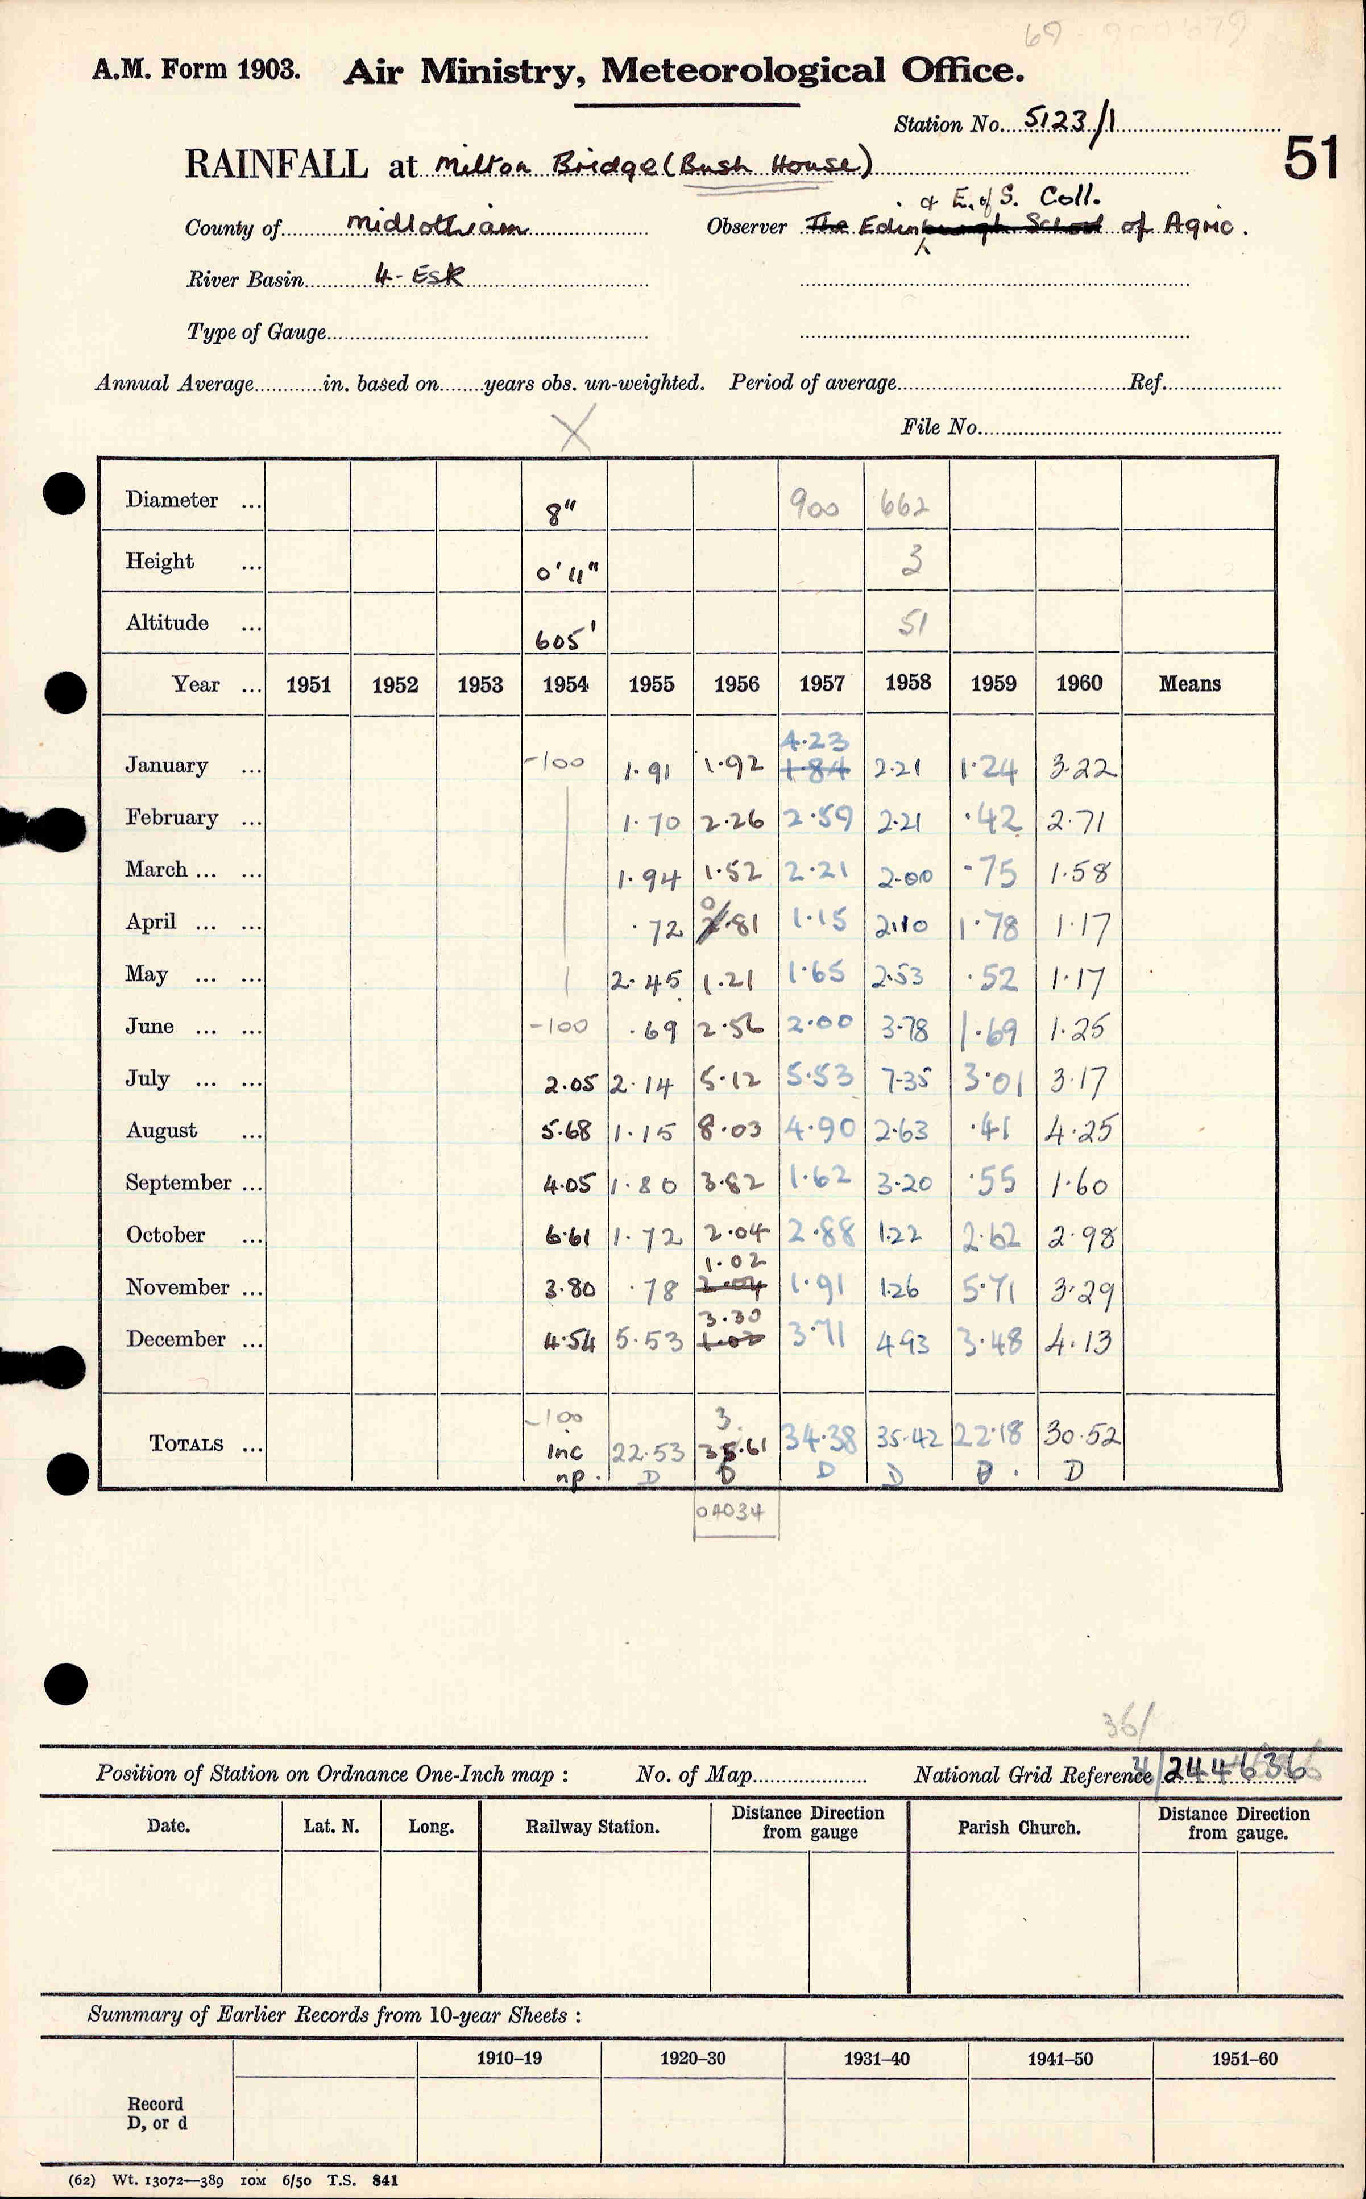 A.M. Form 1903. Air Ministry, Meteorological Office.
Station No. 5123/1
51
RAINFALL at Milton Bridge (Bush House)
& E. of S. Coll.
County of Midlothian Observer The Edinburgh School of Agric.
River Basin 4-Esk
Type of Gauge
Annual Average in. based on years obs. un-weighted. Period of average Ref.
X
File No.
Diameter ... 8" 900 662
Height ... 0'11" 3
Altitude ... 605' 51
Year ... 1951 1952 1953 1954 1955 1956 1957 1958 1959 1960 Means
4.23
January ... -100 1.91 1.92 1.84 2.21 1.24 3.22
February ... 1.70 2.26 2.59 2.21 .42 2.71
March ... ... 1.94 1.52 2.21 2.00 .75 1.58
0
April ... ... .72 2.81 1.15 2.10 1.78 1.17
May ... ... 2.45 1.21 1.65 2.53 .52 1.17
June ... ... -100 .69 2.56 2.00 3.78 1.69 1.25
July ... ... 2.05 2.14 5.12 5.53 7.35 3.01 3.17
August ... 5.68 1.15 8.03 4.90 2.63 .41 4.25
September ... 4.05 1.80 3.82 1.62 3.20 .55 1.60
October ... 6.61 1.72 2.04 2.88 1.22 2.62 2.98
1.02
November ... 3.80 .78 2.04 1.91 1.26 5.71 3.29
3.30
December ... 4.54 5.53 1.02 3.71 4.93 3.48 4.13
-100 3
TOTALS ... inc 22.53 35.61 34.38 35.42 22.18 30.52
np. D D D D D. D
04034
36/
Position of Station on Ordnance One-Inch map : No. of Map National Grid Reference 244636
Date. Lat. N. Long. Railway Station. Distance Direction from gauge Parish Church. Distance Direction from gauge.
Summary of Earlier Records from 10-year Sheets :
1910–19 1920–30 1931–40 1941–50 1951–60
Record
D, or d
(62) Wt. 13072—389 10M 6/50 T.S. 841